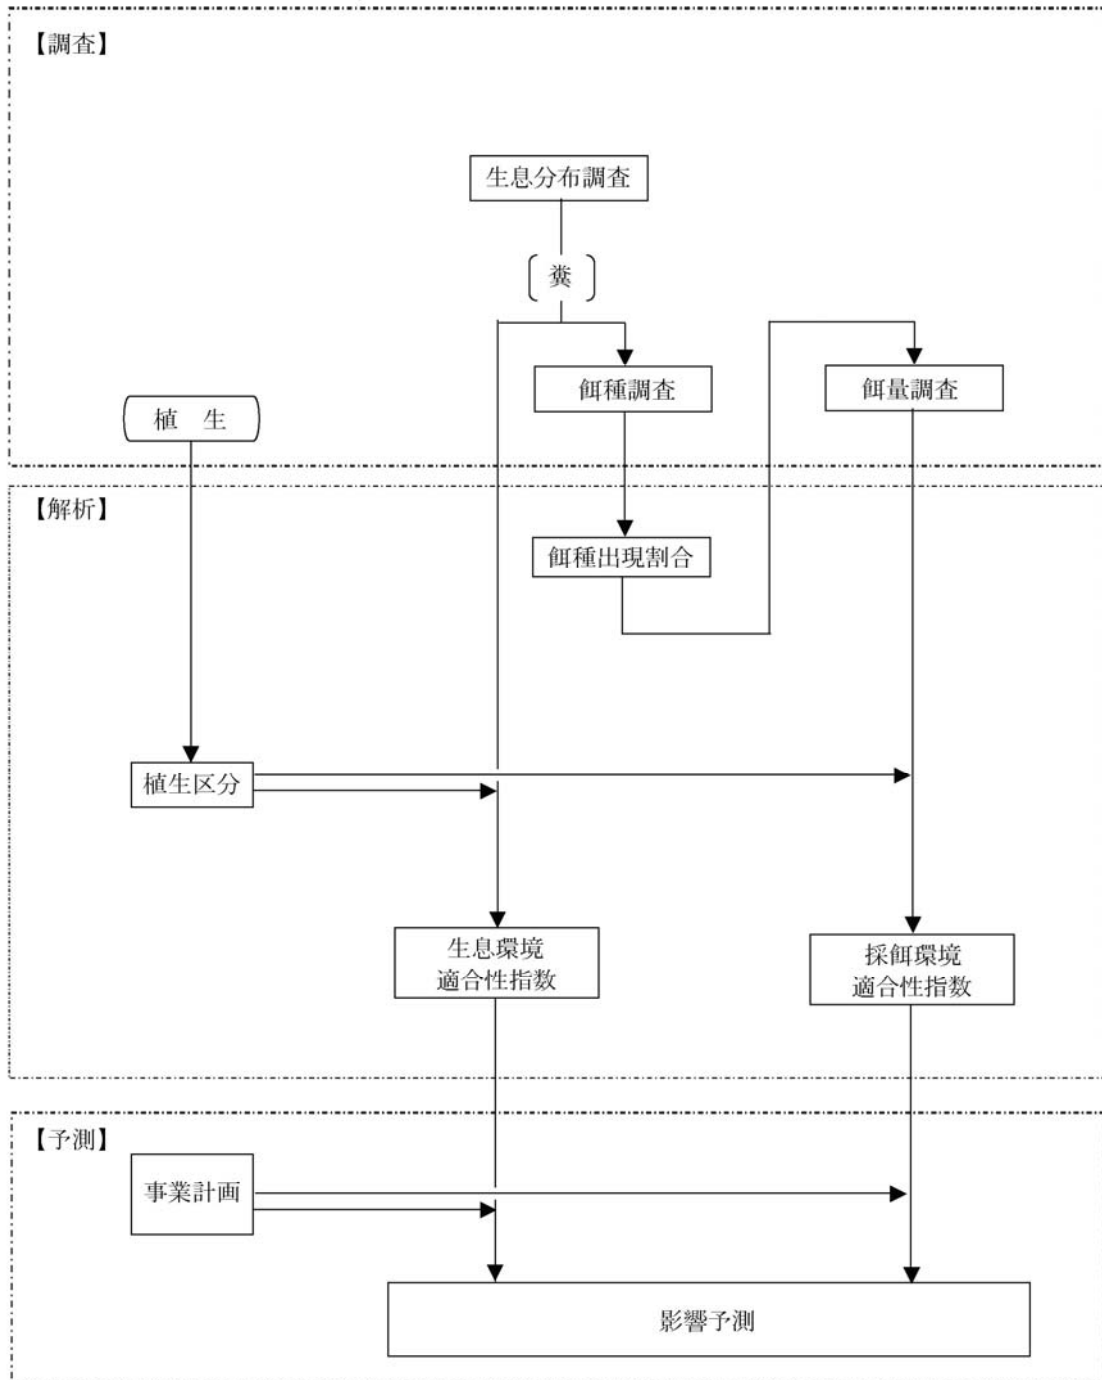 【調査】
生息分布調査
糞
餌種調査
餌量調査
植 生
【解析】
餌種出現割合
植生区分
生息環境
適合性指数
採餌環境
適合性指数
【予測】
事業計画
影響予測